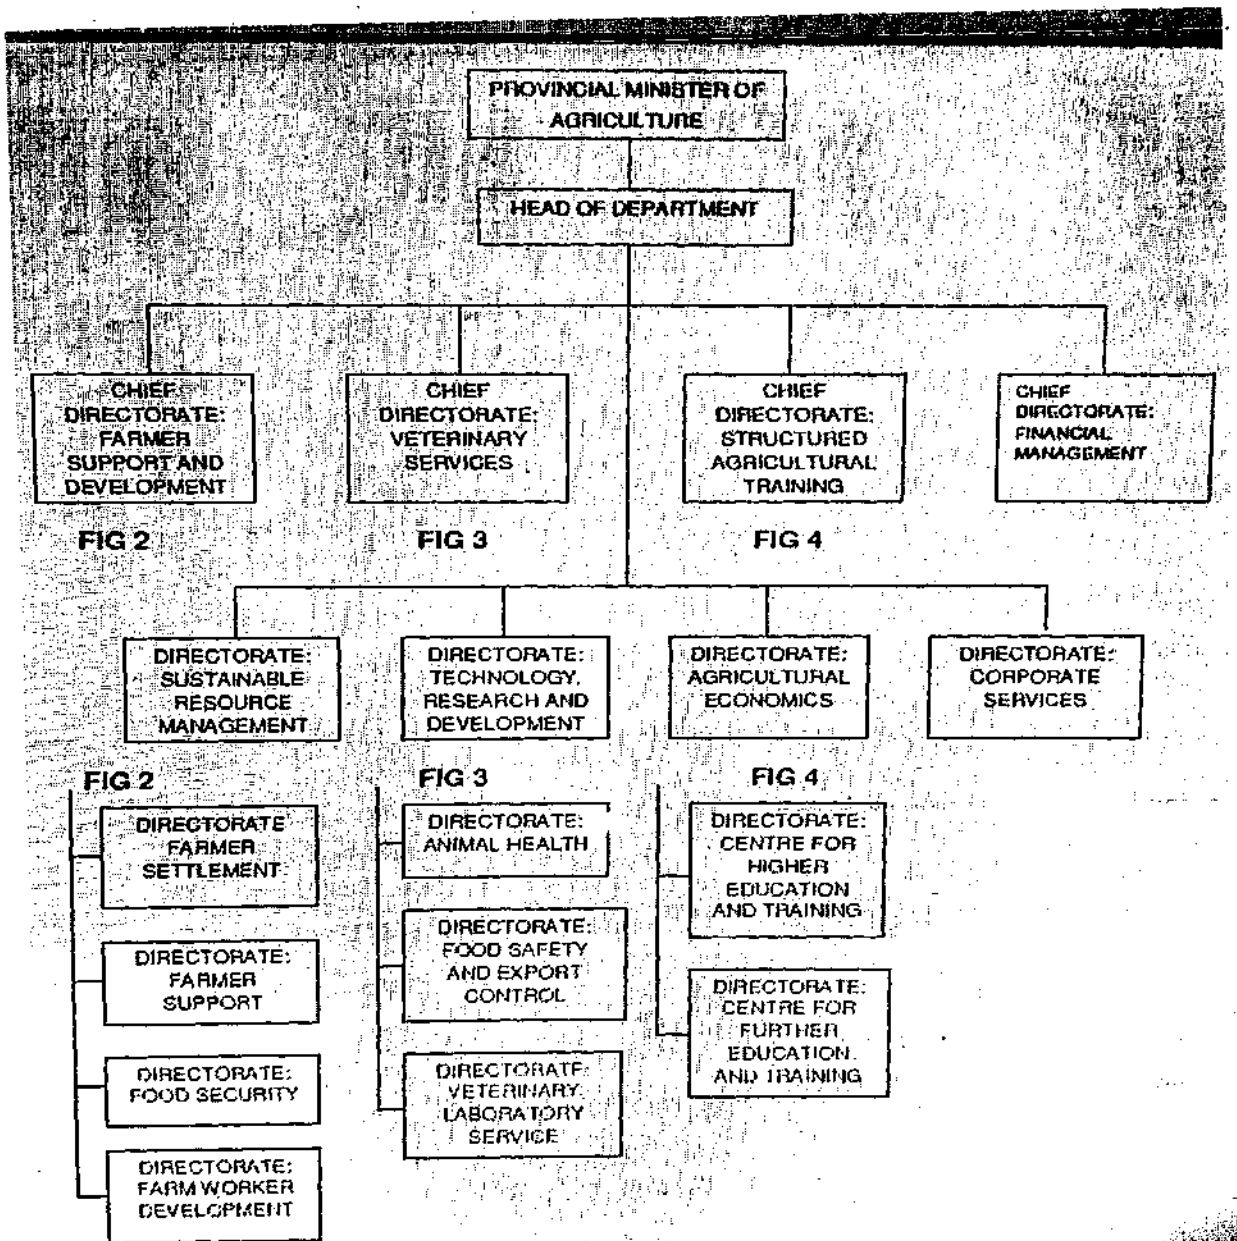 PROVINCIAL MINISTER OF
AGRICULTURE
HEAD OF DEPARTMENT
CHIEF
DIRECTORATE:
FARMER
SUPPORT AND
DEVELOPMENT
CHIEF
DIRECTORATE:
VETERINARY
SERVICES
CHIEF
DIRECTORATE:
STRUCTURED
AGRICULTURAL
TRAINING
CHIEF
DIRECTORATE:
FINANCIAL
MANAGEMENT
FIG 2
FIG 3
FIG 4
DIRECTORATE:
SUSTAINABLE
RESOURCE
MANAGEMENT
DIRECTORATE:
TECHNOLOGY,
RESEARCH AND
DEVELOPMENT
DIRECTORATE:
AGRICULTURAL
ECONOMICS
DIRECTORATE:
CORPORATE
SERVICES
FIG 2
DIRECTORATE
FARMER
SETTLEMENT
DIRECTORATE:
FARMER
SUPPORT
DIRECTORATE:
FOOD SECURITY
DIRECTORATE:
FARM WORKER
DEVELOPMENT
FIG 3
DIRECTORATE:
ANIMAL HEALTH
DIRECTORATE:
FOOD SAFETY
AND EXPORT
CONTROL
DIRECTORATE:
VETERINARY
LABORATORY
SERVICE
FIG 4
DIRECTORATE:
CENTRE FOR
HIGHER
EDUCATION
AND TRAINING
DIRECTORATE:
CENTRE FOR
FURTHER
EDUCATION
AND TRAINING